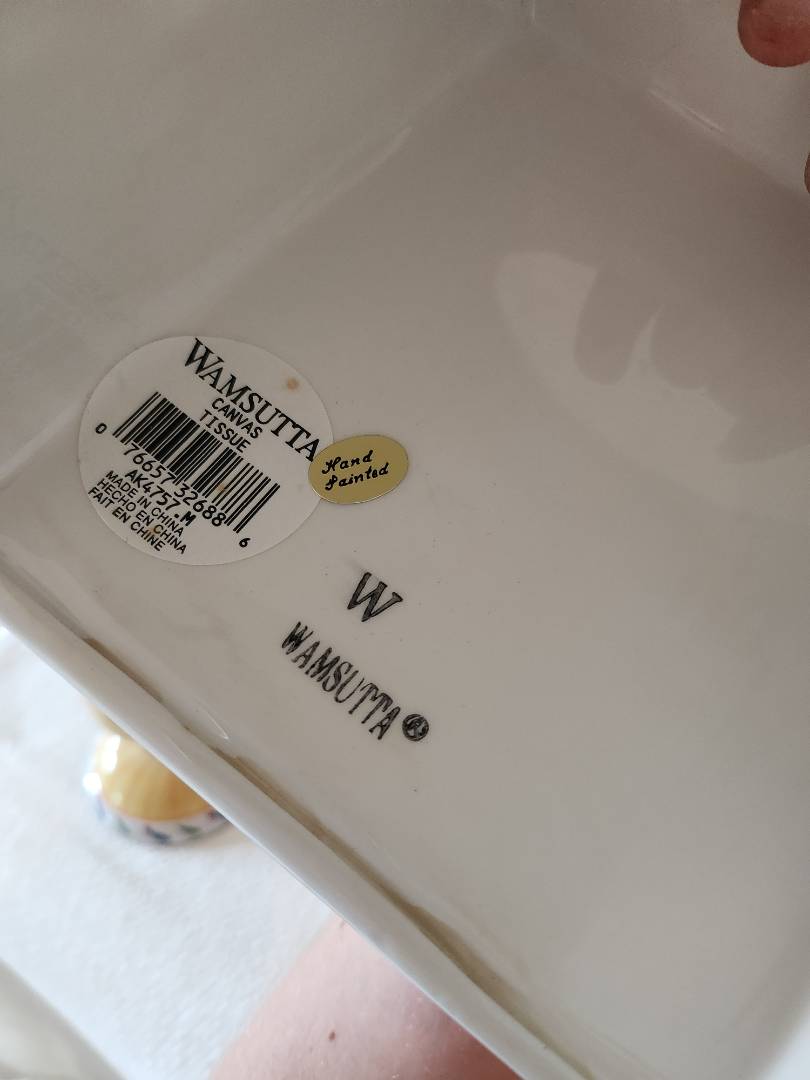 WAMSUTTA
CANVAS
TISSUE
0 76657 32688 6
AK4757.M
MADE IN CHINA
HECHO EN CHINA
FAIT EN CHINE
Hand
Painted
W
WAMSUTTA®